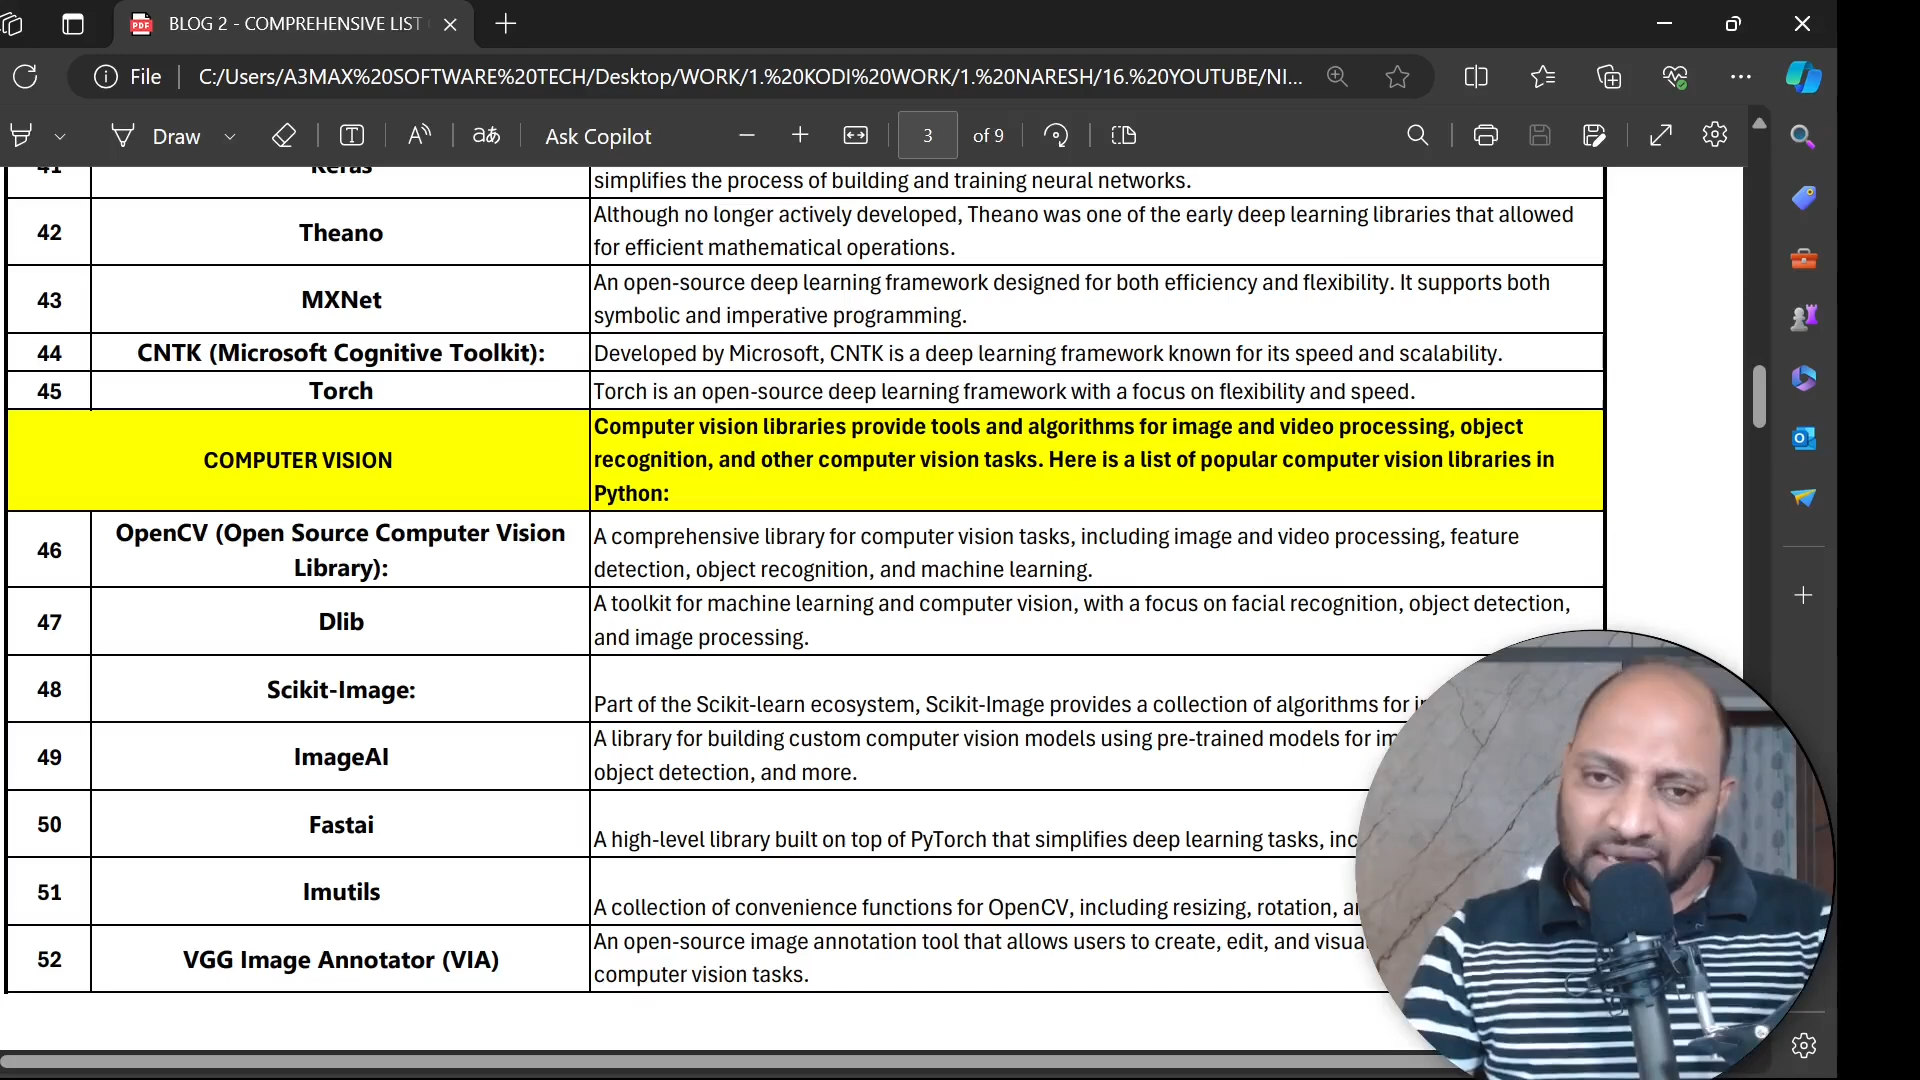 BLOG 2 - COMPREHENSIVE LIST
File
C:/Users/A3MAX%20SOFTWARE%20TECH/Desktop/WORK/1.%20KODI%20WORK/1.%20NARESH/16.%20YOUTUBE/NI...
Draw
Ask Copilot
3 of 9
41 Keras
simplifies the process of building and training neural networks.
42 Theano
Although no longer actively developed, Theano was one of the early deep learning libraries that allowed
for efficient mathematical operations.
43 MXNet
An open-source deep learning framework designed for both efficiency and flexibility. It supports both
symbolic and imperative programming.
44 CNTK (Microsoft Cognitive Toolkit): Developed by Microsoft, CNTK is a deep learning framework known for its speed and scalability.
45 Torch Torch is an open-source deep learning framework with a focus on flexibility and speed.
COMPUTER VISION
Computer vision libraries provide tools and algorithms for image and video processing, object
recognition, and other computer vision tasks. Here is a list of popular computer vision libraries in
Python:
46
OpenCV (Open Source Computer Vision
Library):
A comprehensive library for computer vision tasks, including image and video processing, feature
detection, object recognition, and machine learning.
47 Dlib
A toolkit for machine learning and computer vision, with a focus on facial recognition, object detection,
and image processing.
48 Scikit-Image:
Part of the Scikit-learn ecosystem, Scikit-Image provides a collection of algorithms for
49 ImageAI
A library for building custom computer vision models using pre-trained models for
object detection, and more.
50 Fastai
A high-level library built on top of PyTorch that simplifies deep learning tasks,
51 Imutils
A collection of convenience functions for OpenCV, including resizing, rotation,
52 VGG Image Annotator (VIA)
An open-source image annotation tool that allows users to create, edit, and
computer vision tasks.